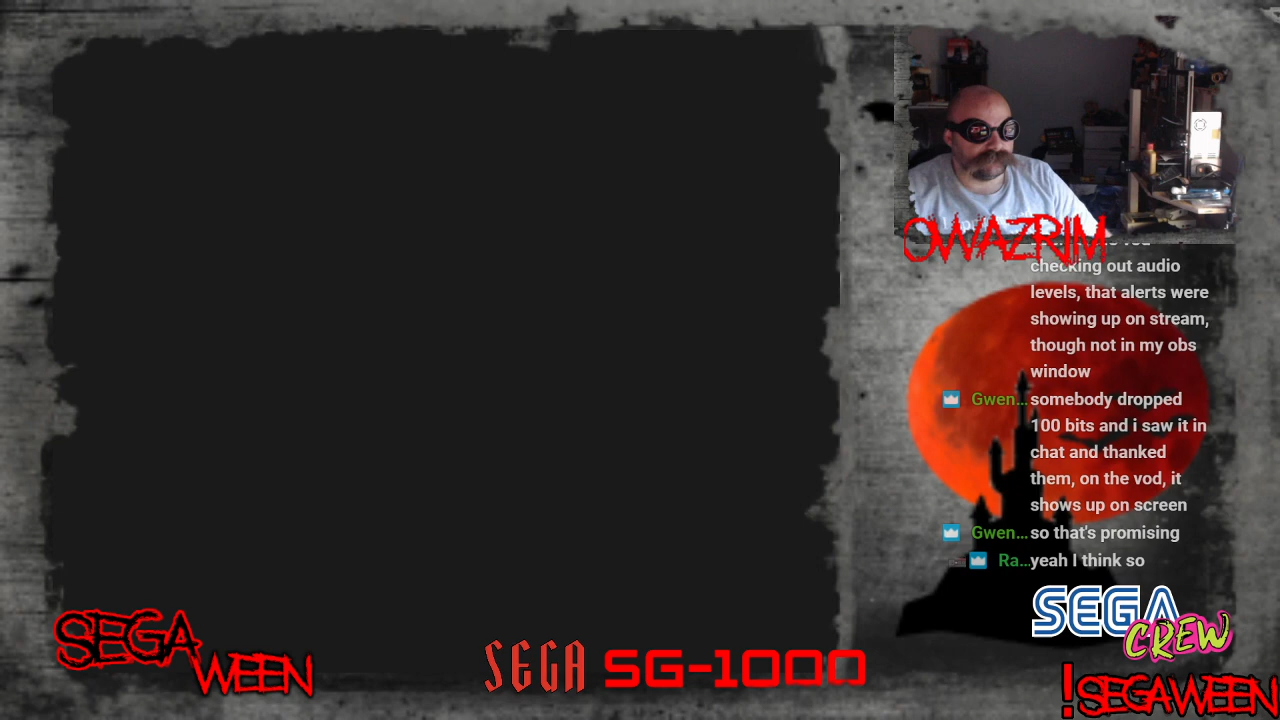 OWAZRIM
checking out audio
levels, that alerts were
showing up on stream,
though not in my obs
window
Gwen... somebody dropped
100 bits and i saw it in
chat and thanked
them, on the vod, it
shows up on screen
Gwen... so that's promising
Ra... yeah I think so
SEGA
CREW
!SEGAWEEN
SEGA
WEEN
SEGA SG-1000